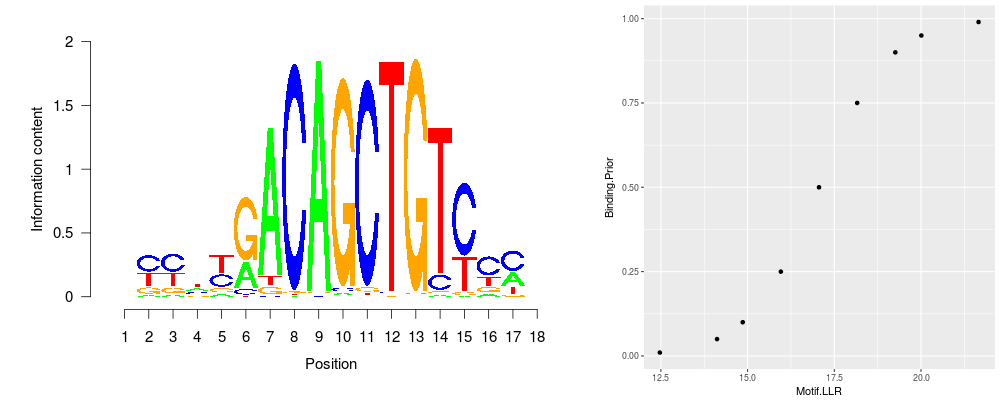 2
1.5
1
0.5
0
Information content
1 2 3 4 5 6 7 8 9 10 11 12 13 14 15 16 17 18
Position
C C T C G A A T C A G C T G T C C T C C A
T T
1.00
0.75
0.50
0.25
0.00
Binding.Prior
12.5 15.0 17.5 20.0
Motif.LLR